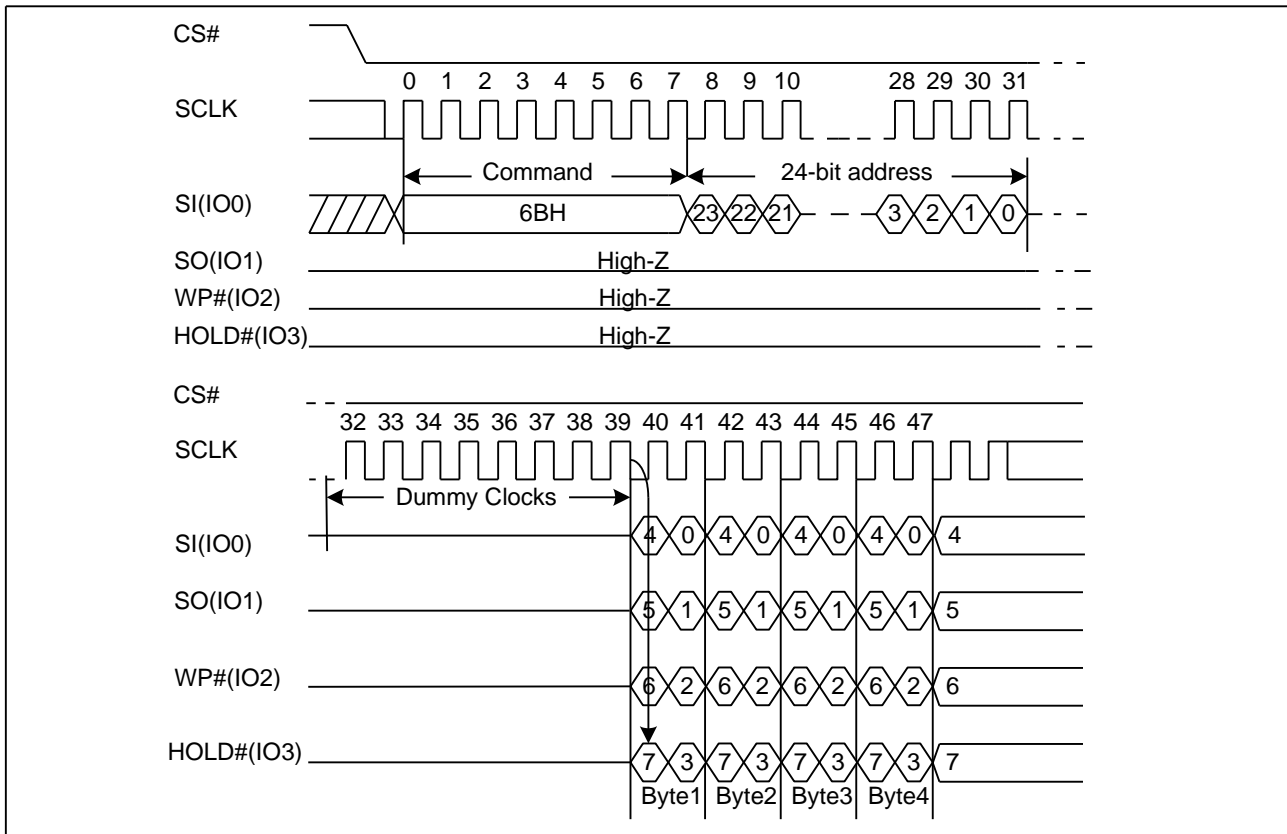 CS#
0 1 2 3 4 5 6 7 8 9 10 28 29 30 31
SCLK
Command 24-bit address
SI(IO0) 6BH 23 22 21 3 2 1 0
SO(IO1) High-Z
WP#(IO2) High-Z
HOLD#(IO3) High-Z
CS#
32 33 34 35 36 37 38 39 40 41 42 43 44 45 46 47
SCLK
Dummy Clocks
SI(IO0) 4 0 4 0 4 0 4 0 4
SO(IO1) 5 1 5 1 5 1 5 1 5
WP#(IO2) 6 2 6 2 6 2 6 2 6
HOLD#(IO3) 7 3 7 3 7 3 7 3 7
Byte1 Byte2 Byte3 Byte4